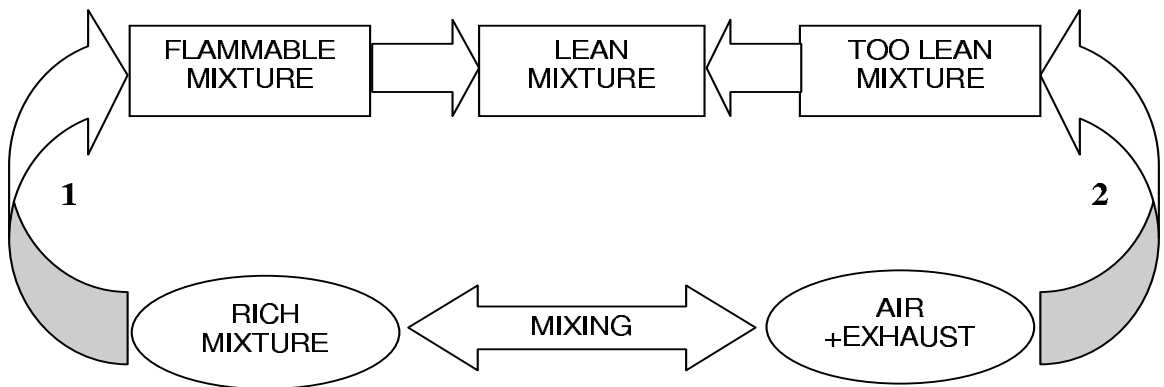 FLAMMABLE
MIXTURE
LEAN
MIXTURE
TOO LEAN
MIXTURE
1
2
RICH
MIXTURE
MIXING
AIR
+EXHAUST